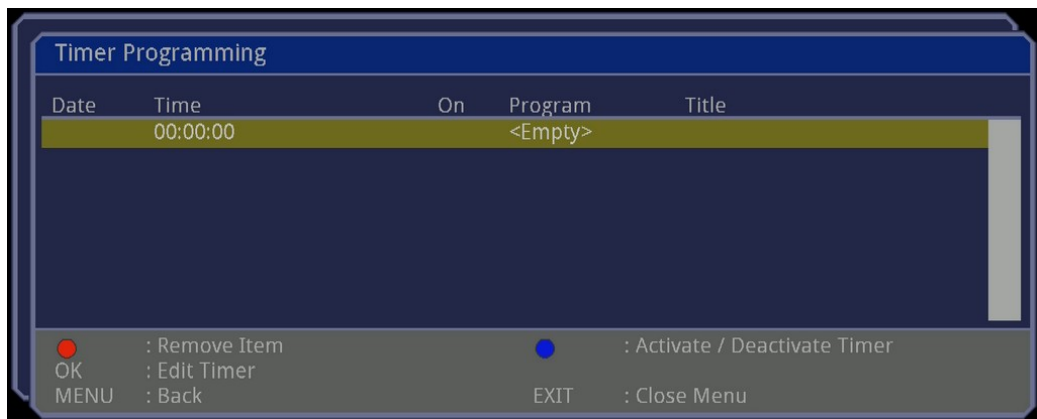 Timer Programming
Date Time On Program Title
00:00:00 <Empty>
: Remove Item : Activate / Deactivate Timer
OK : Edit Timer
MENU : Back EXIT : Close Menu